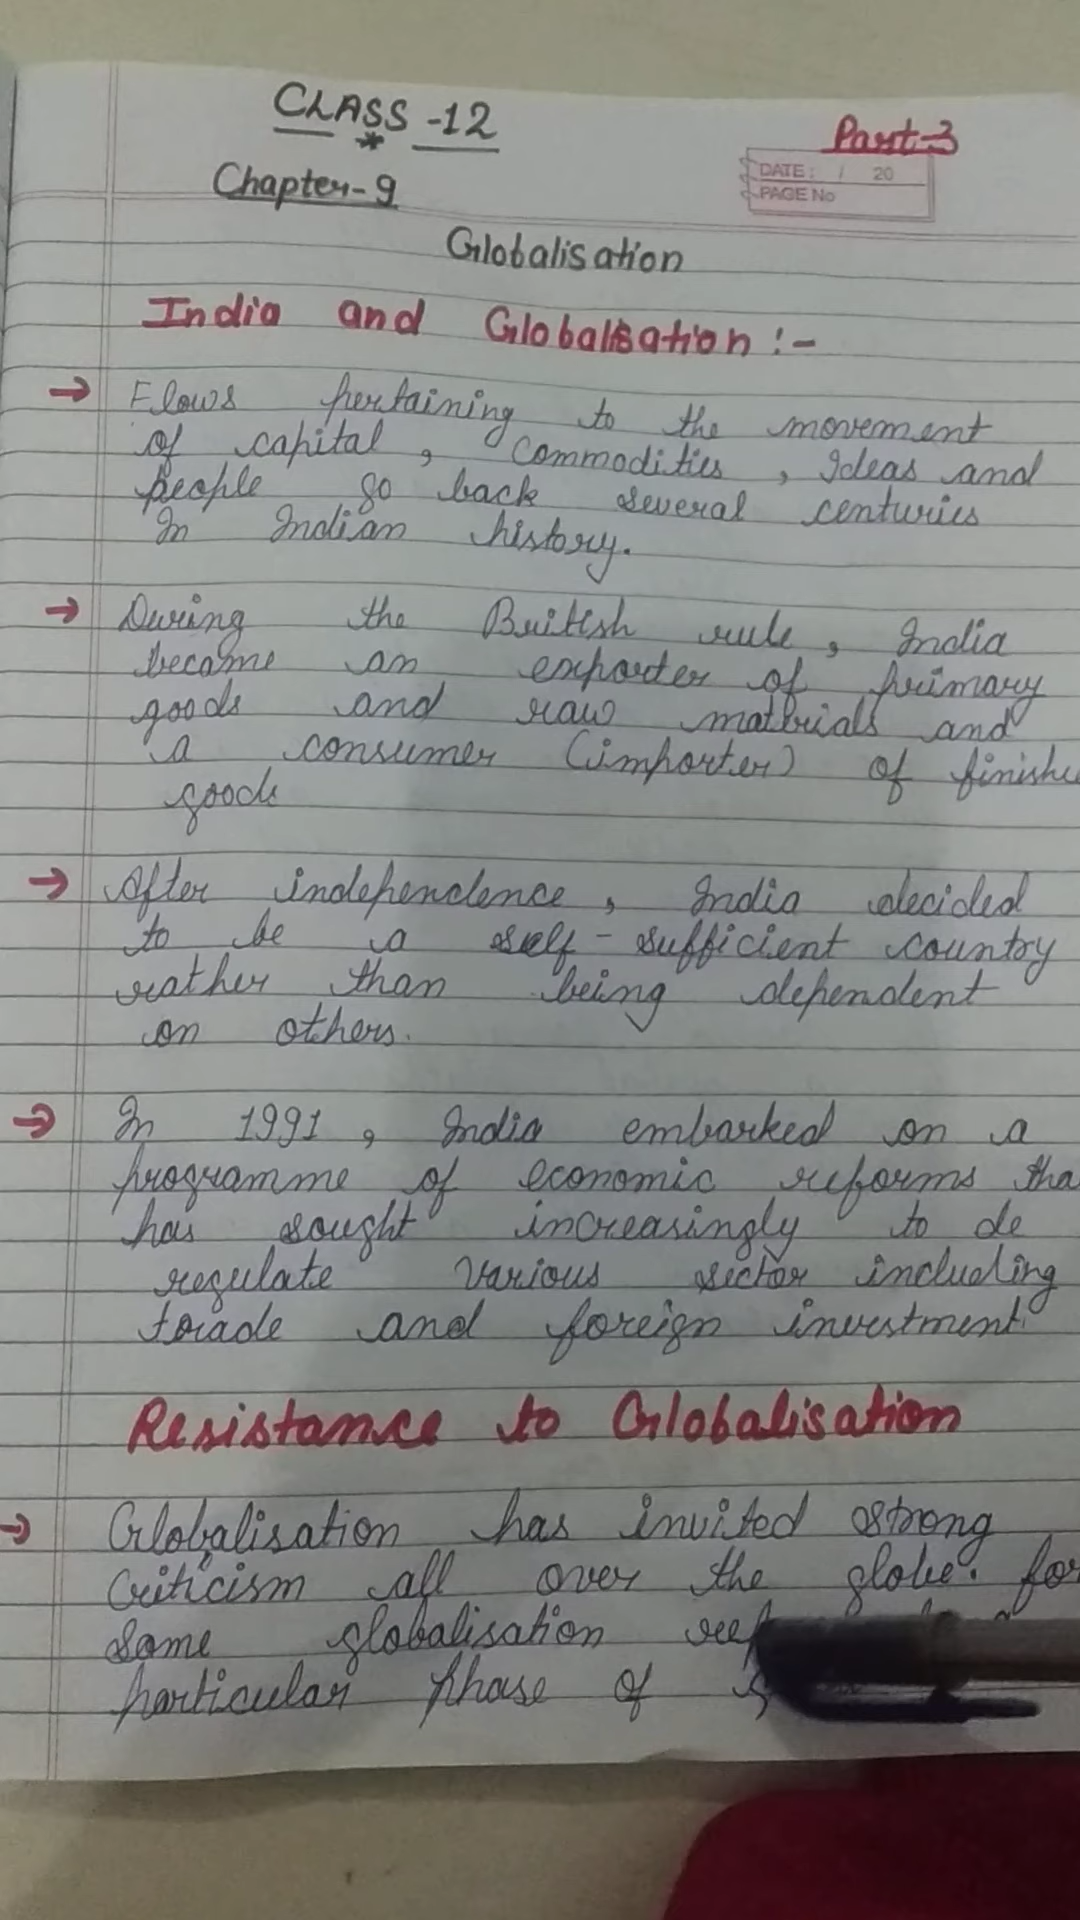 CLASS -12
Part-3
DATE: / 20
PAGE No
Chapter-9
Globalisation
India and Globalisation :-
→ Flows pertaining to the movement
of capital, Commodities, Ideas and
people go back several centuries
In Indian history.
→ During the British rule, India
became an exporter of primary
goods and raw materials and
a consumer (importer) of finishe
goods
→ After independence, India decided
to be a self-sufficient country
rather than being dependent
on others.
→ In 1991, India embarked on a
programme of economic reforms tha
has sought increasingly to de
regulate various sector including
trade and foreign investment
Resistance to Globalisation
→ Globalisation has invited strong
Criticism all over the globe. for
Some globalisation
particular phase of